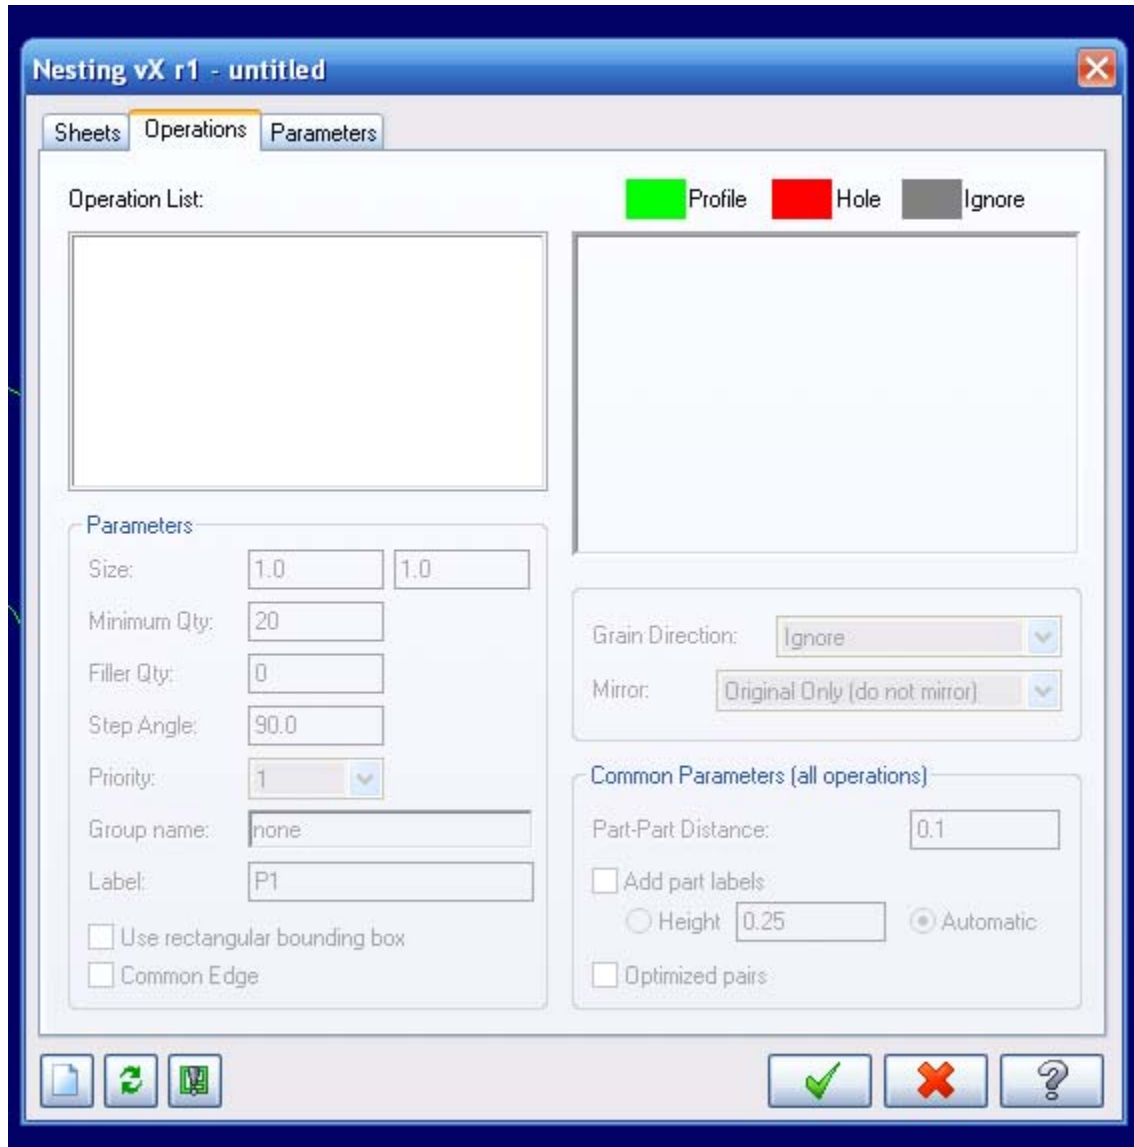 Nesting vX r1 - untitled
Sheets Operations Parameters
Operation List:
Profile Hole Ignore
Parameters
Size: 1.0 1.0
Minimum Qty: 20
Filler Qty: 0
Step Angle: 90.0
Priority: 1
Group name: none
Label: P1
Use rectangular bounding box
Common Edge
Grain Direction: Ignore
Mirror: Original Only (do not mirror)
Common Parameters (all operations)
Part-Part Distance: 0.1
Add part labels
Height 0.25 Automatic
Optimized pairs